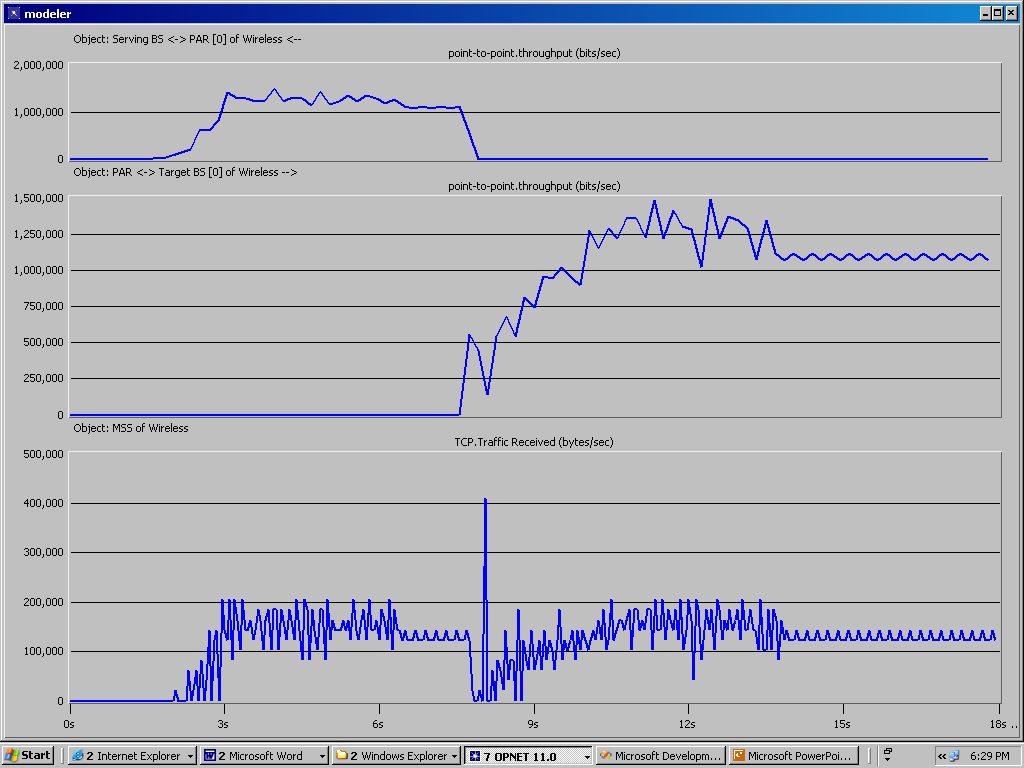 modeler
Object: Serving BS <-> PAR [0] of Wireless <--
point-to-point.throughput (bits/sec)
2,000,000
1,000,000
0
Object: PAR <-> Target BS [0] of Wireless -->
point-to-point.throughput (bits/sec)
1,500,000
1,250,000
1,000,000
750,000
500,000
250,000
0
Object: MSS of Wireless
TCP.Traffic Received (bytes/sec)
500,000
400,000
300,000
200,000
100,000
0
0s 3s 6s 9s 12s 15s 18s ..
Start 2 Internet Explorer 2 Microsoft Word 2 Windows Explorer 7 OPNET 11.0 Microsoft Developm... Microsoft PowerPoi... « 6:29 PM